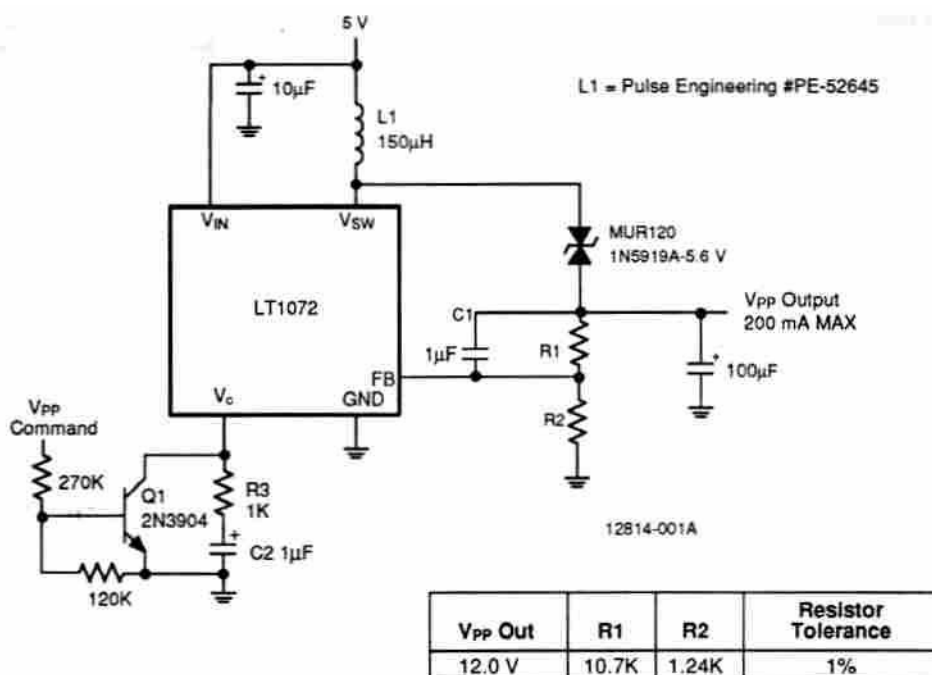 5 V
10µF
L1 = Pulse Engineering #PE-52645
L1
150µH
VIN
VSW
MUR120
1N5919A-5.6 V
LT1072
VPP Output
200 mA MAX
C1
1µF
R1
100µF
FB
Vc
GND
R2
VPP
Command
270K
Q1
2N3904
R3
1K
C2 1µF
120K
12814-001A
VPP Out R1 R2 Resistor Tolerance
12.0 V 10.7K 1.24K 1%